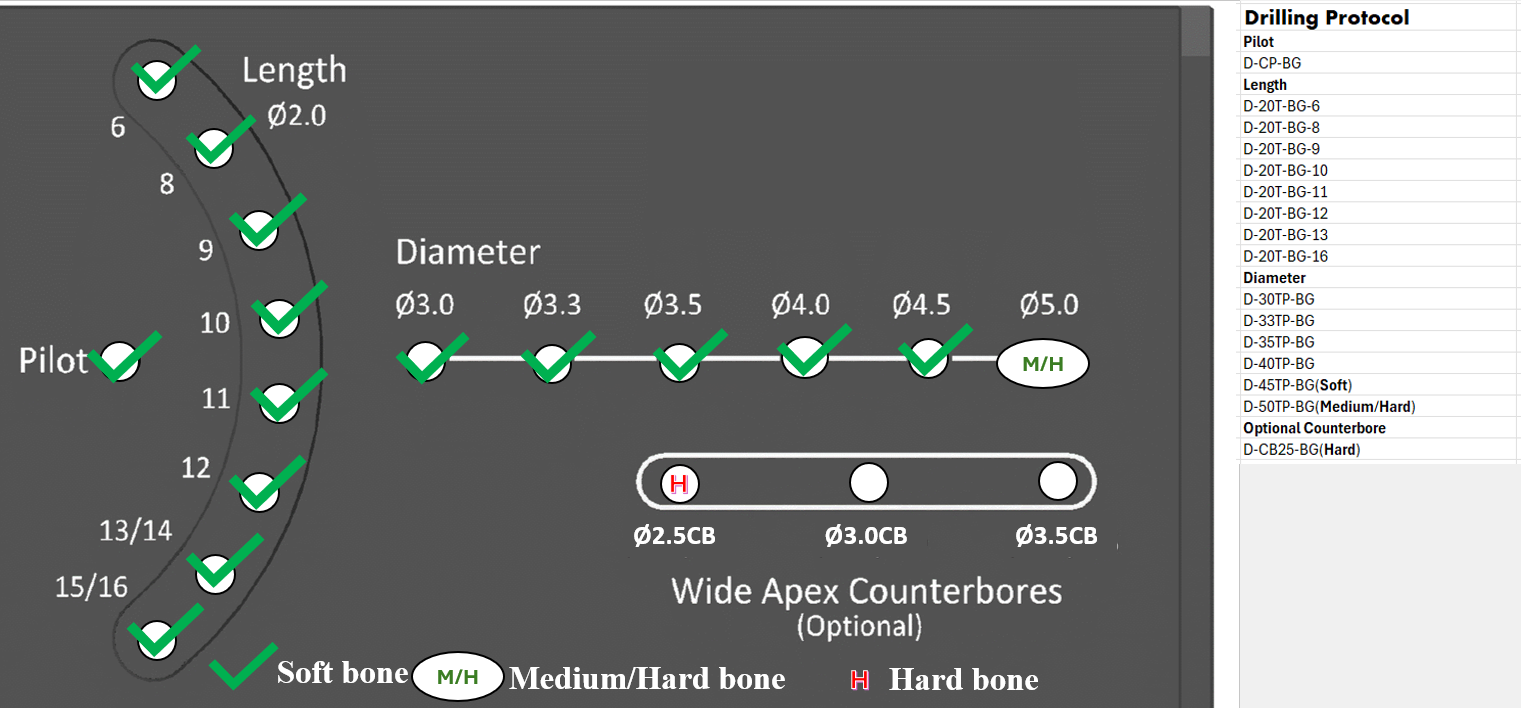 Length
Ø2.0
6
8
9
10
11
12
13/14
15/16
Pilot
Diameter
Ø3.0 Ø3.3 Ø3.5 Ø4.0 Ø4.5 Ø5.0
M/H
H
Ø2.5CB Ø3.0CB Ø3.5CB
Wide Apex Counterbores
(Optional)
Soft bone M/H Medium/Hard bone H Hard bone
Drilling Protocol
Pilot
D-CP-BG
Length
D-20T-BG-6
D-20T-BG-8
D-20T-BG-9
D-20T-BG-10
D-20T-BG-11
D-20T-BG-12
D-20T-BG-13
D-20T-BG-16
Diameter
D-30TP-BG
D-33TP-BG
D-35TP-BG
D-40TP-BG
D-45TP-BG(Soft)
D-50TP-BG(Medium/Hard)
Optional Counterbore
D-CB25-BG(Hard)